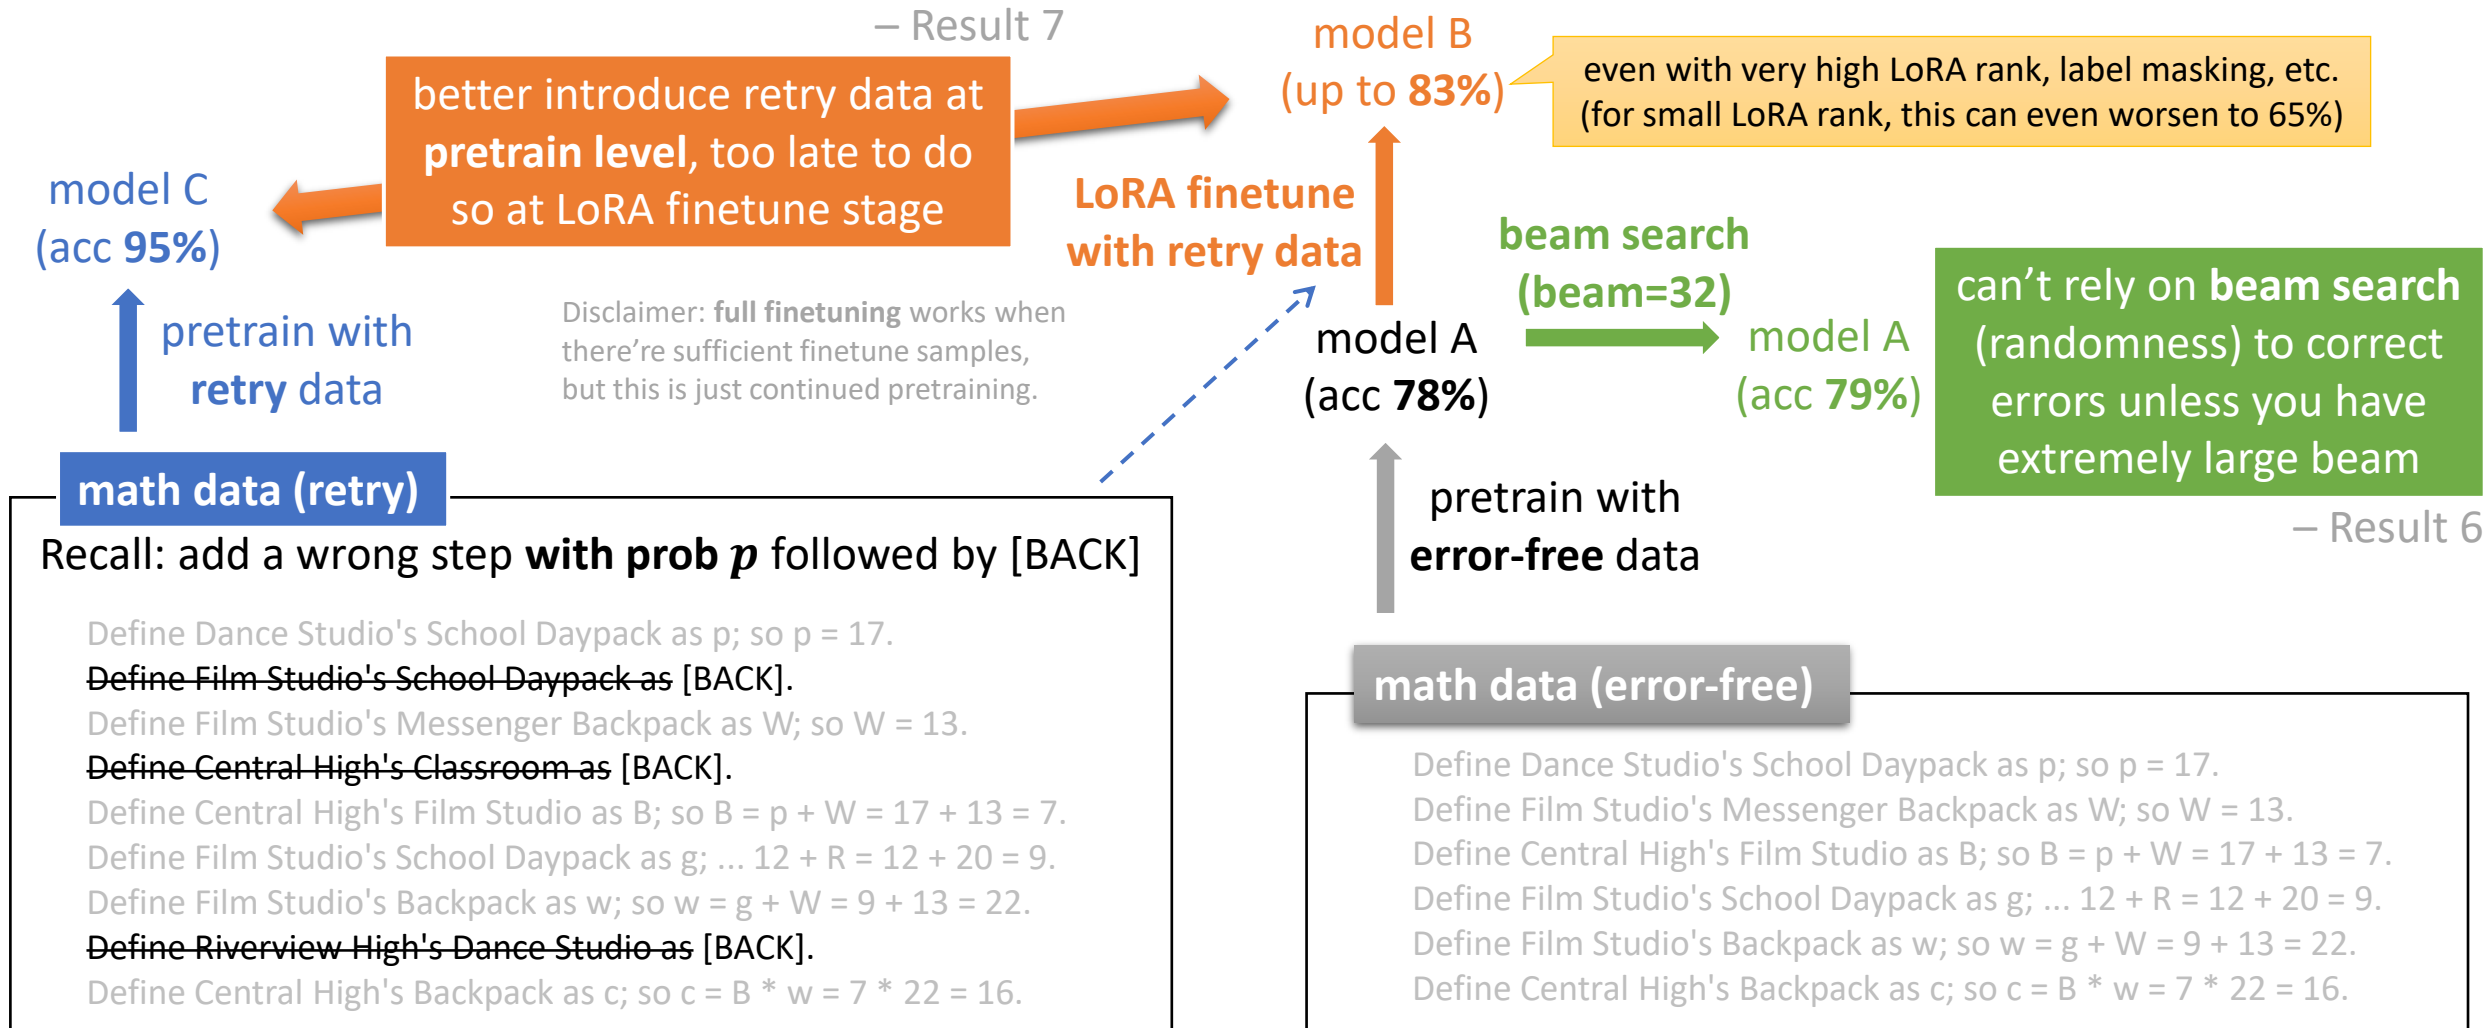 – Result 7
better introduce retry data at
pretrain level, too late to do
so at LoRA finetune stage
model B
(up to 83%)
even with very high LoRA rank, label masking, etc.
(for small LoRA rank, this can even worsen to 65%)
model C
(acc 95%)
LoRA finetune
with retry data
beam search
(beam=32)
pretrain with
retry data
Disclaimer: full finetuning works when
there're sufficient finetune samples,
but this is just continued pretraining.
model A
(acc 78%)
model A
(acc 79%)
can't rely on beam search
(randomness) to correct
errors unless you have
extremely large beam
– Result 6
pretrain with
error-free data
math data (retry)
Recall: add a wrong step with prob p followed by [BACK]
Define Dance Studio's School Daypack as p; so p = 17.
Define Film Studio's School Daypack as [BACK].
Define Film Studio's Messenger Backpack as W; so W = 13.
Define Central High's Classroom as [BACK].
Define Central High's Film Studio as B; so B = p + W = 17 + 13 = 7.
Define Film Studio's School Daypack as g; ... 12 + R = 12 + 20 = 9.
Define Film Studio's Backpack as w; so w = g + W = 9 + 13 = 22.
Define Riverview High's Dance Studio as [BACK].
Define Central High's Backpack as c; so c = B * w = 7 * 22 = 16.
math data (error-free)
Define Dance Studio's School Daypack as p; so p = 17.
Define Film Studio's Messenger Backpack as W; so W = 13.
Define Central High's Film Studio as B; so B = p + W = 17 + 13 = 7.
Define Film Studio's School Daypack as g; ... 12 + R = 12 + 20 = 9.
Define Film Studio's Backpack as w; so w = g + W = 9 + 13 = 22.
Define Central High's Backpack as c; so c = B * w = 7 * 22 = 16.